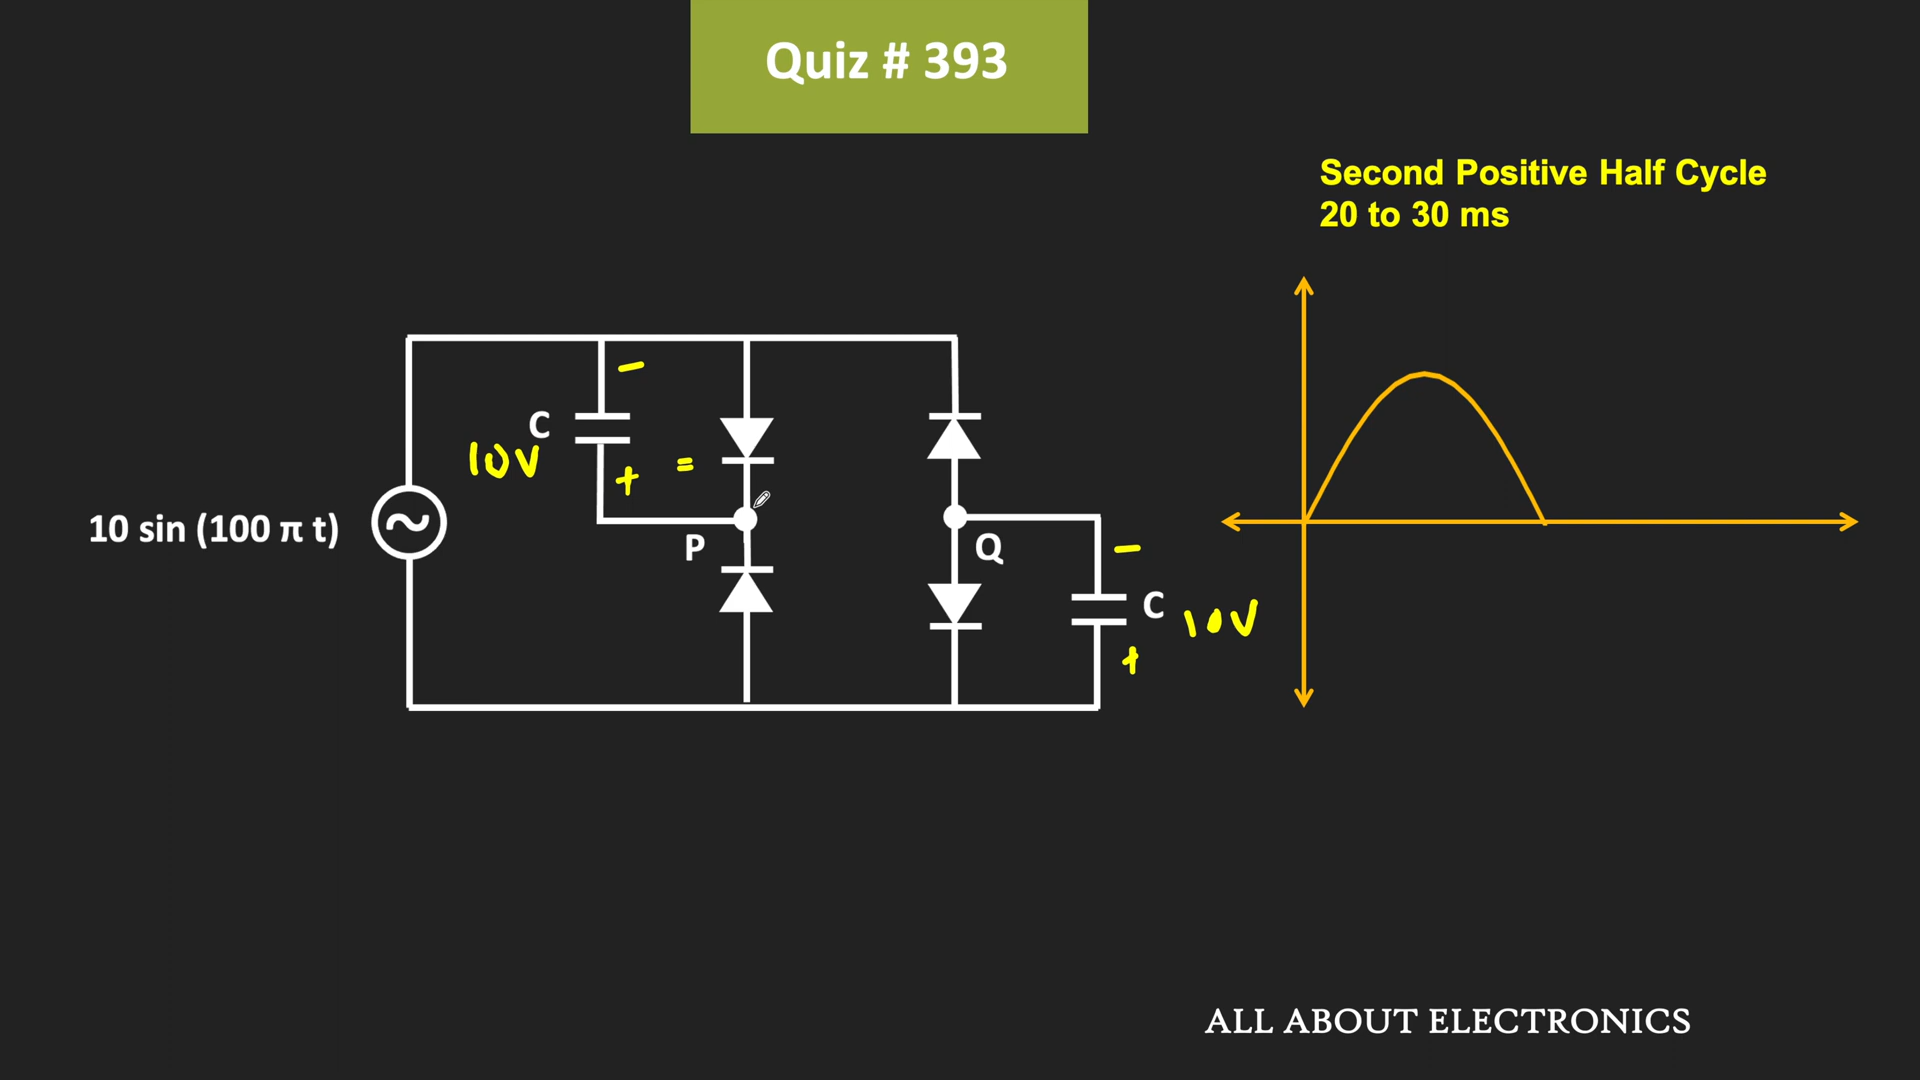 Quiz # 393
Second Positive Half Cycle
20 to 30 ms
−
C
10V
+ =
10 sin (100 π t)
P
Q
−
C
10V
+
ALL ABOUT ELECTRONICS